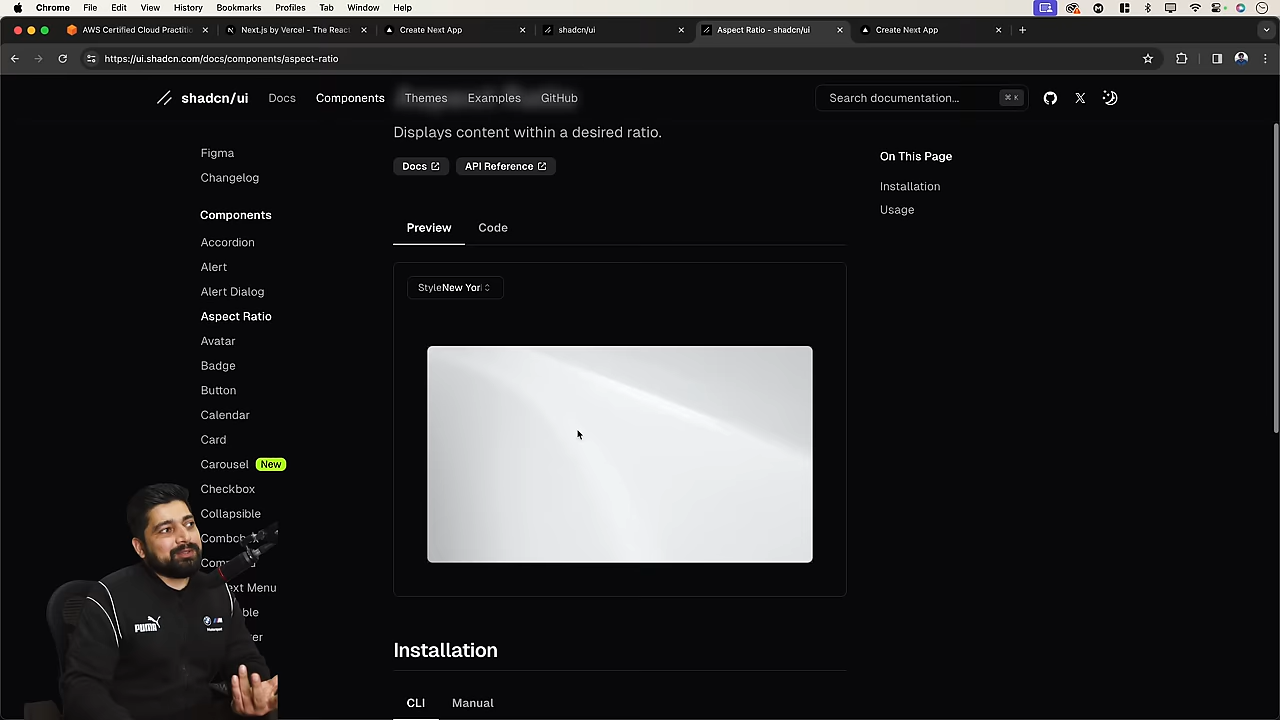 Chrome File Edit View History Bookmarks Profiles Tab Window Help
AWS Certified Cloud Practitio Next.js by Vercel - The React Create Next App shadcn/ui Aspect Ratio - shadcn/ui Create Next App
https://ui.shadcn.com/docs/components/aspect-ratio
shadcn/ui Docs Components Themes Examples GitHub Search documentation... ⌘ K
Displays content within a desired ratio.
Docs API Reference
Figma
Changelog
Components
Accordion
Alert
Alert Dialog
Aspect Ratio
Avatar
Badge
Button
Calendar
Card
Carousel New
Checkbox
Collapsible
Preview Code
StyleNew Yor
Installation
CLI Manual
On This Page
Installation
Usage
PUMA